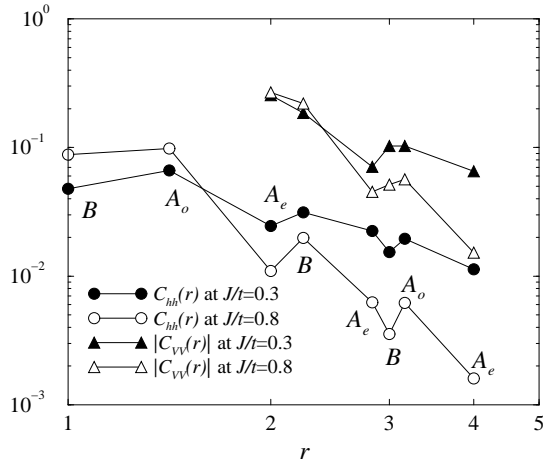 10^0
10^-1
10^-2
10^-3
B
A_o
A_e
B
A_e
B
A_o
A_e
C_hh(r) at J/t=0.3
C_hh(r) at J/t=0.8
|C_VV(r)| at J/t=0.3
|C_VV(r)| at J/t=0.8
1 2 3 4 5
r